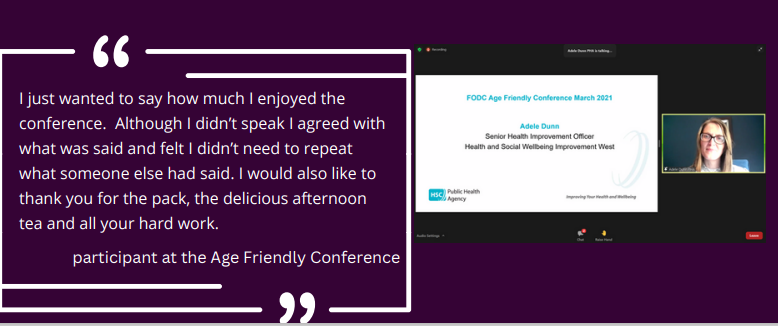 I just wanted to say how much I enjoyed the
conference. Although I didn't speak I agreed with
what was said and felt I didn't need to repeat
what someone else had said. I would also like to
thank you for the pack, the delicious afternoon
tea and all your hard work.
participant at the Age Friendly Conference
Recording
Adele Dunn PHA is talking...
FODC Age Friendly Conference March 2021
Adele Dunn
Senior Health Improvement Officer
Health and Social Wellbeing Improvement West
HSC Public Health
Agency
Improving Your Health and Wellbeing
Audio Settings
Chat
Raise Hand
Leave